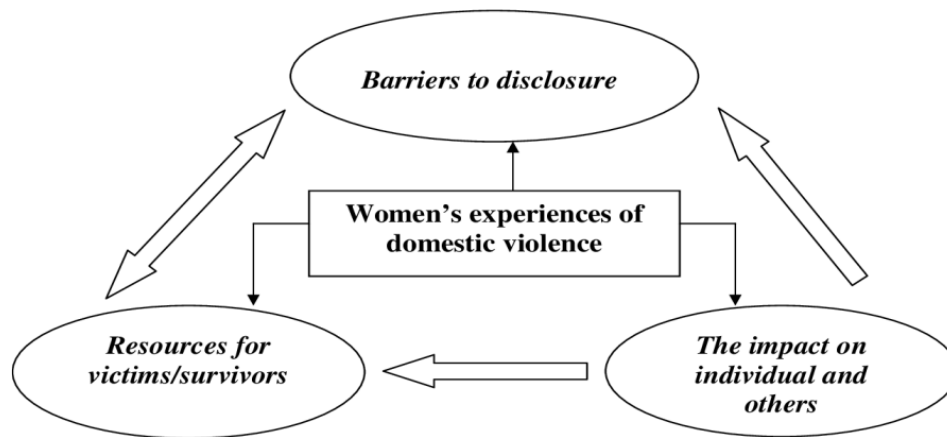 Barriers to disclosure
Women’s experiences of
domestic violence
Resources for
victims/survivors
The impact on
individual and
others